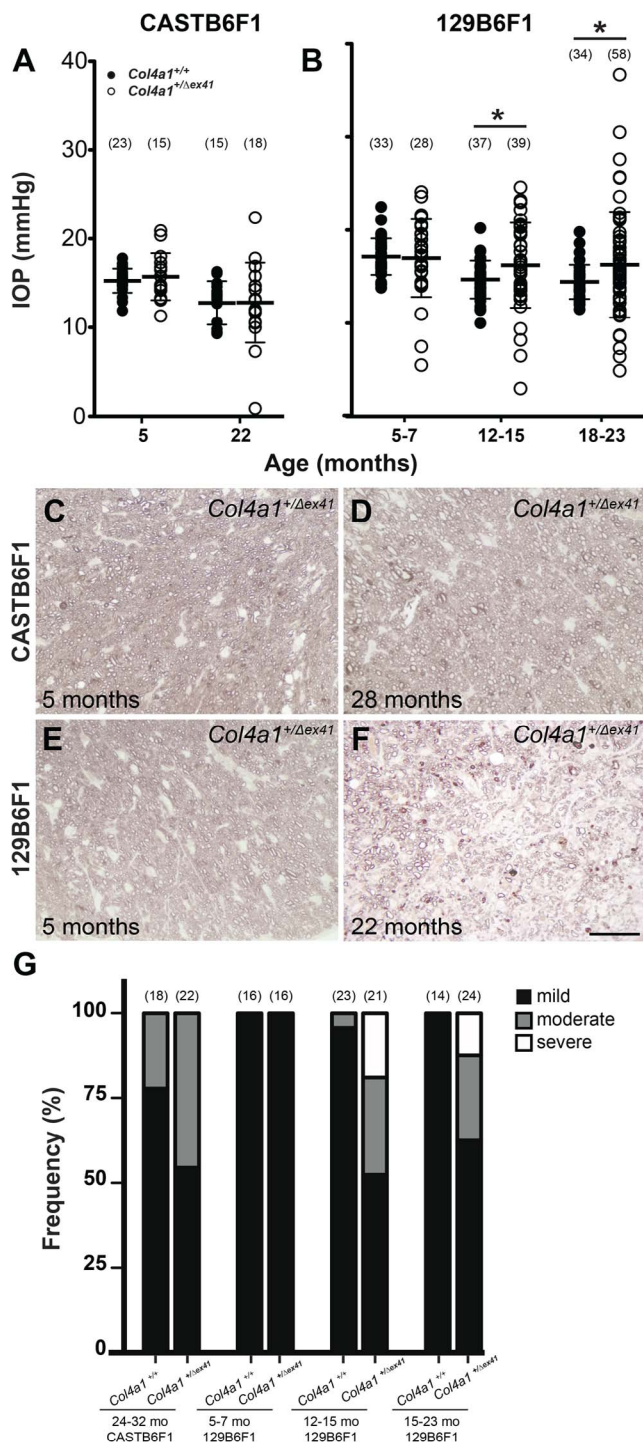 CASTB6F1 129B6F1
A B
Col4a1+/+
Col4a1+/Δex41
(23) (15) (15) (18)
(33) (28) (37) (39) (34) (58)
* *
IOP (mmHg)
40
30
20
10
0
5 22 5-7 12-15 18-23
Age (months)
CASTB6F1
C Col4a1+/Δex41
5 months
D Col4a1+/Δex41
28 months
129B6F1
E Col4a1+/Δex41
5 months
F Col4a1+/Δex41
22 months
G
(18) (22) (16) (16) (23) (21) (14) (24)
mild
moderate
severe
Frequency (%)
100
75
50
25
0
Col4a1+/+ Col4a1+/Δex41 Col4a1+/+ Col4a1+/Δex41 Col4a1+/+ Col4a1+/Δex41 Col4a1+/+ Col4a1+/Δex41
24-32 mo 5-7 mo 12-15 mo 15-23 mo
CASTB6F1 129B6F1 129B6F1 129B6F1